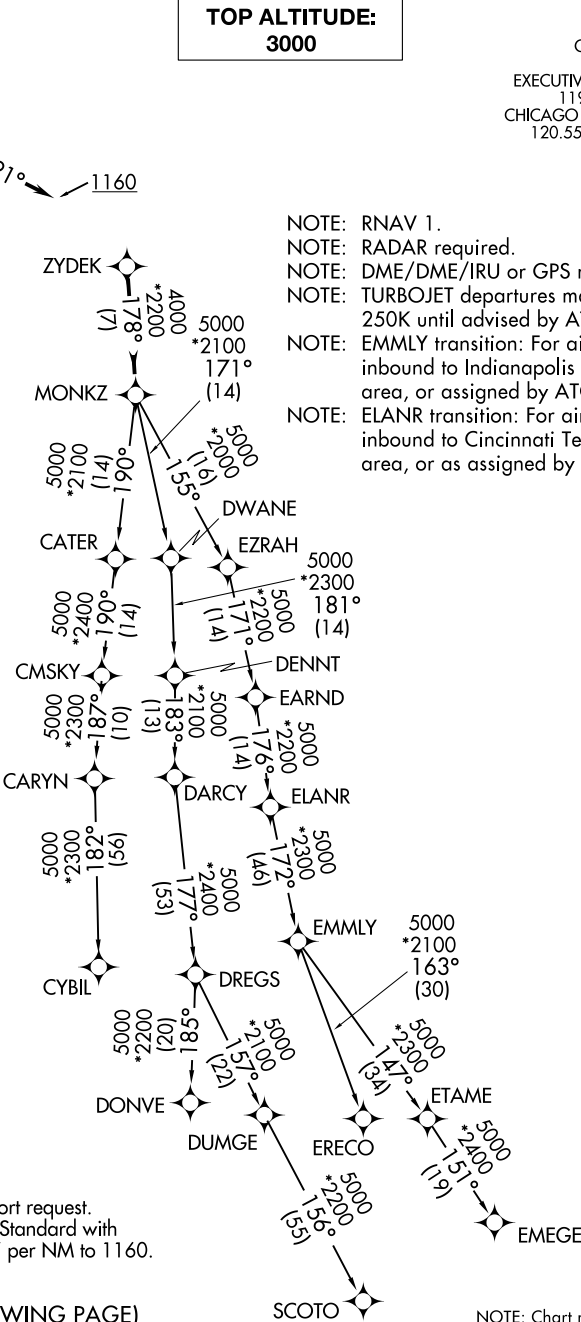 TOP ALTITUDE:
3000
EXECUTIV
CHICAGO
120.55
1160
NOTE: RNAV 1.
NOTE: RADAR required.
NOTE: DME/DME/IRU or GPS
NOTE: TURBOJET departures
250K until advised by
NOTE: EMMLY transition: For
inbound to Indianapolis
area, or assigned by
NOTE: ELANR transition: For
inbound to Cincinnati
area, or as assigned by
ZYDEK
4000
*2200
178°
(7)
MONKZ
5000
*2100
171°
(14)
5000
*2100
(14)
190°
5000
*2000
(16)
155°
DWANE
CATER
EZRAH
5000
*2300
181°
(14)
5000
*2400
190°
(14)
5000
*2200
171°
(14)
CMSKY
DENNT
EARND
5000
*2300
187°
(10)
5000
*2100
183°
(13)
5000
*2200
176°
(14)
CARYN
DARCY
ELANR
5000
*2300
182°
(56)
5000
*2400
177°
(53)
5000
*2300
172°
(46)
EMMLY
5000
*2100
163°
(30)
CYBIL
DREGS
5000
*2200
(20)
185°
5000
*2100
157°
(22)
5000
*2300
147°
(34)
DONVE
DUMGE
ERECO
ETAME
5000
*2400
151°
(19)
5000
*2200
156°
(55)
EMEGE
SCOTO
ort request.
Standard with
per NM to 1160.
WING PAGE)
NOTE: Chart